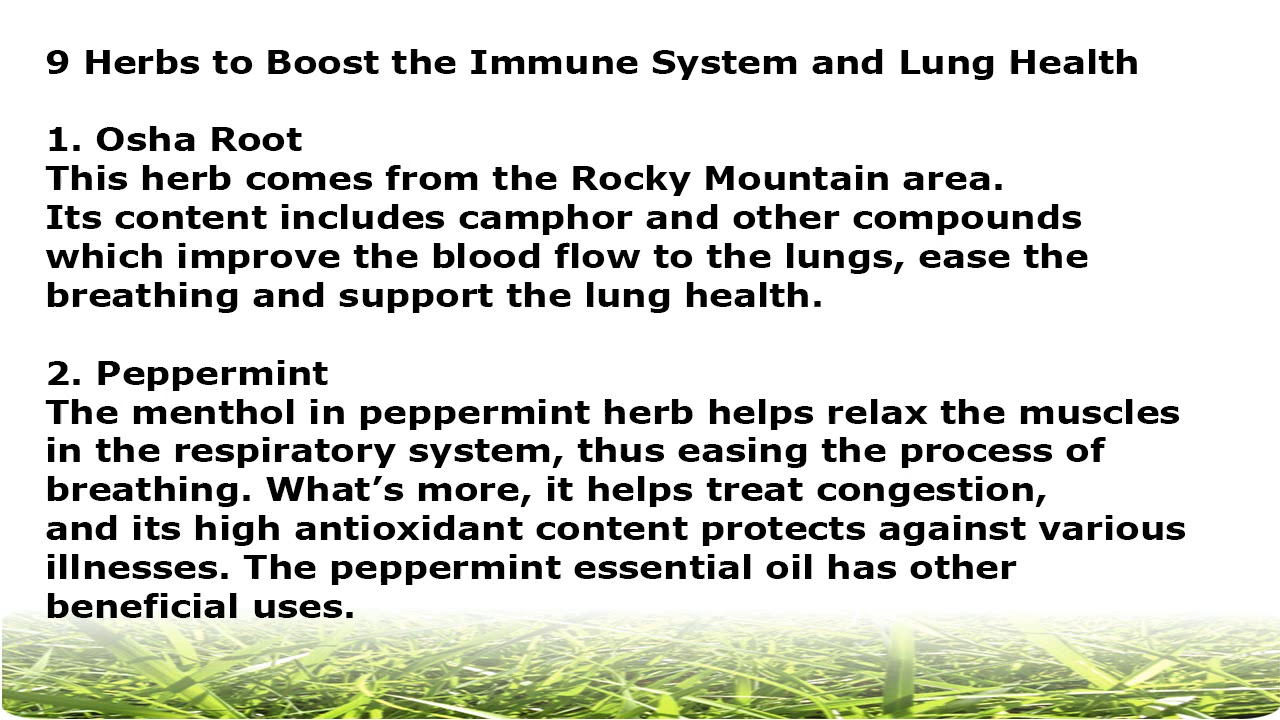 9 Herbs to Boost the Immune System and Lung Health
1. Osha Root
This herb comes from the Rocky Mountain area.
Its content includes camphor and other compounds
which improve the blood flow to the lungs, ease the
breathing and support the lung health.
2. Peppermint
The menthol in peppermint herb helps relax the muscles
in the respiratory system, thus easing the process of
breathing. What’s more, it helps treat congestion,
and its high antioxidant content protects against various
illnesses. The peppermint essential oil has other
beneficial uses.